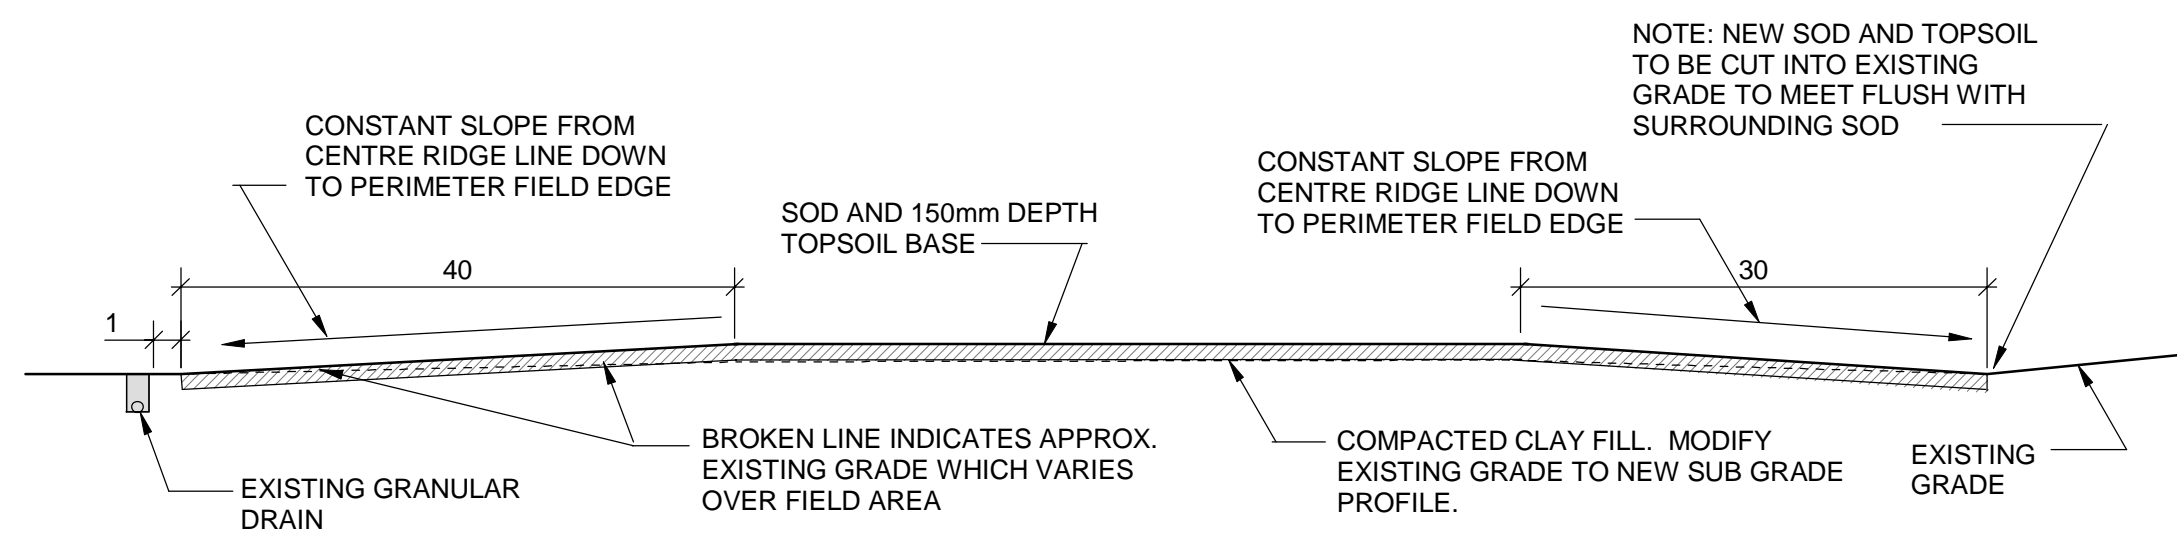 NOTE: NEW SOD AND TOPSOIL
TO BE CUT INTO EXISTING
GRADE TO MEET FLUSH WITH
SURROUNDING SOD
CONSTANT SLOPE FROM
CENTRE RIDGE LINE DOWN
TO PERIMETER FIELD EDGE
CONSTANT SLOPE FROM
CENTRE RIDGE LINE DOWN
TO PERIMETER FIELD EDGE
SOD AND 150mm DEPTH
TOPSOIL BASE
40
30
1
BROKEN LINE INDICATES APPROX.
EXISTING GRADE WHICH VARIES
OVER FIELD AREA
COMPACTED CLAY FILL. MODIFY
EXISTING GRADE TO NEW SUB GRADE
PROFILE.
EXISTING
GRADE
EXISTING GRANULAR
DRAIN